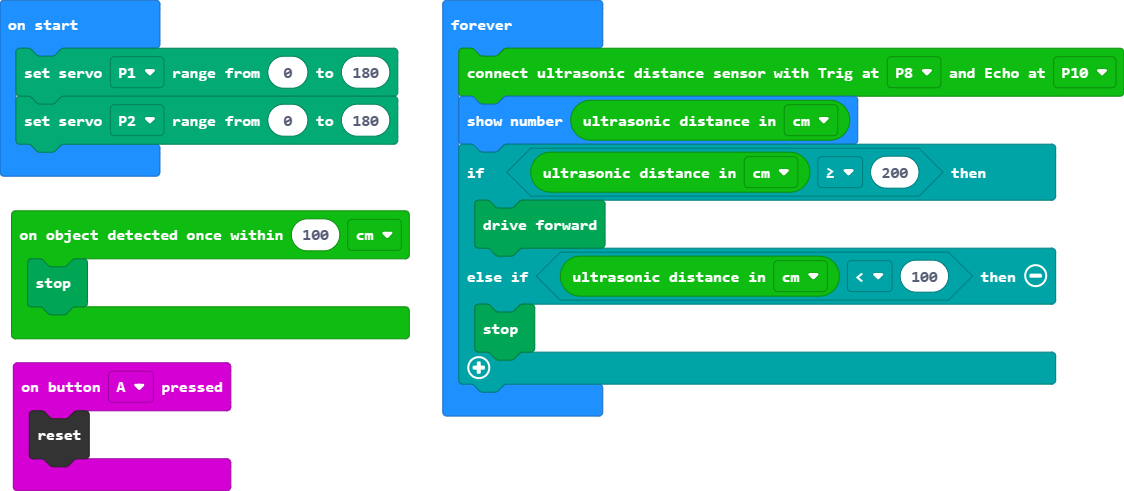 on start
set servo P1 range from 0 to 180
set servo P2 range from 0 to 180
on object detected once within 100 cm
stop
on button A pressed
reset
forever
connect ultrasonic distance sensor with Trig at P8 and Echo at P10
show number ultrasonic distance in cm
if ultrasonic distance in cm ≥ 200 then
drive forward
else if ultrasonic distance in cm < 100 then
stop